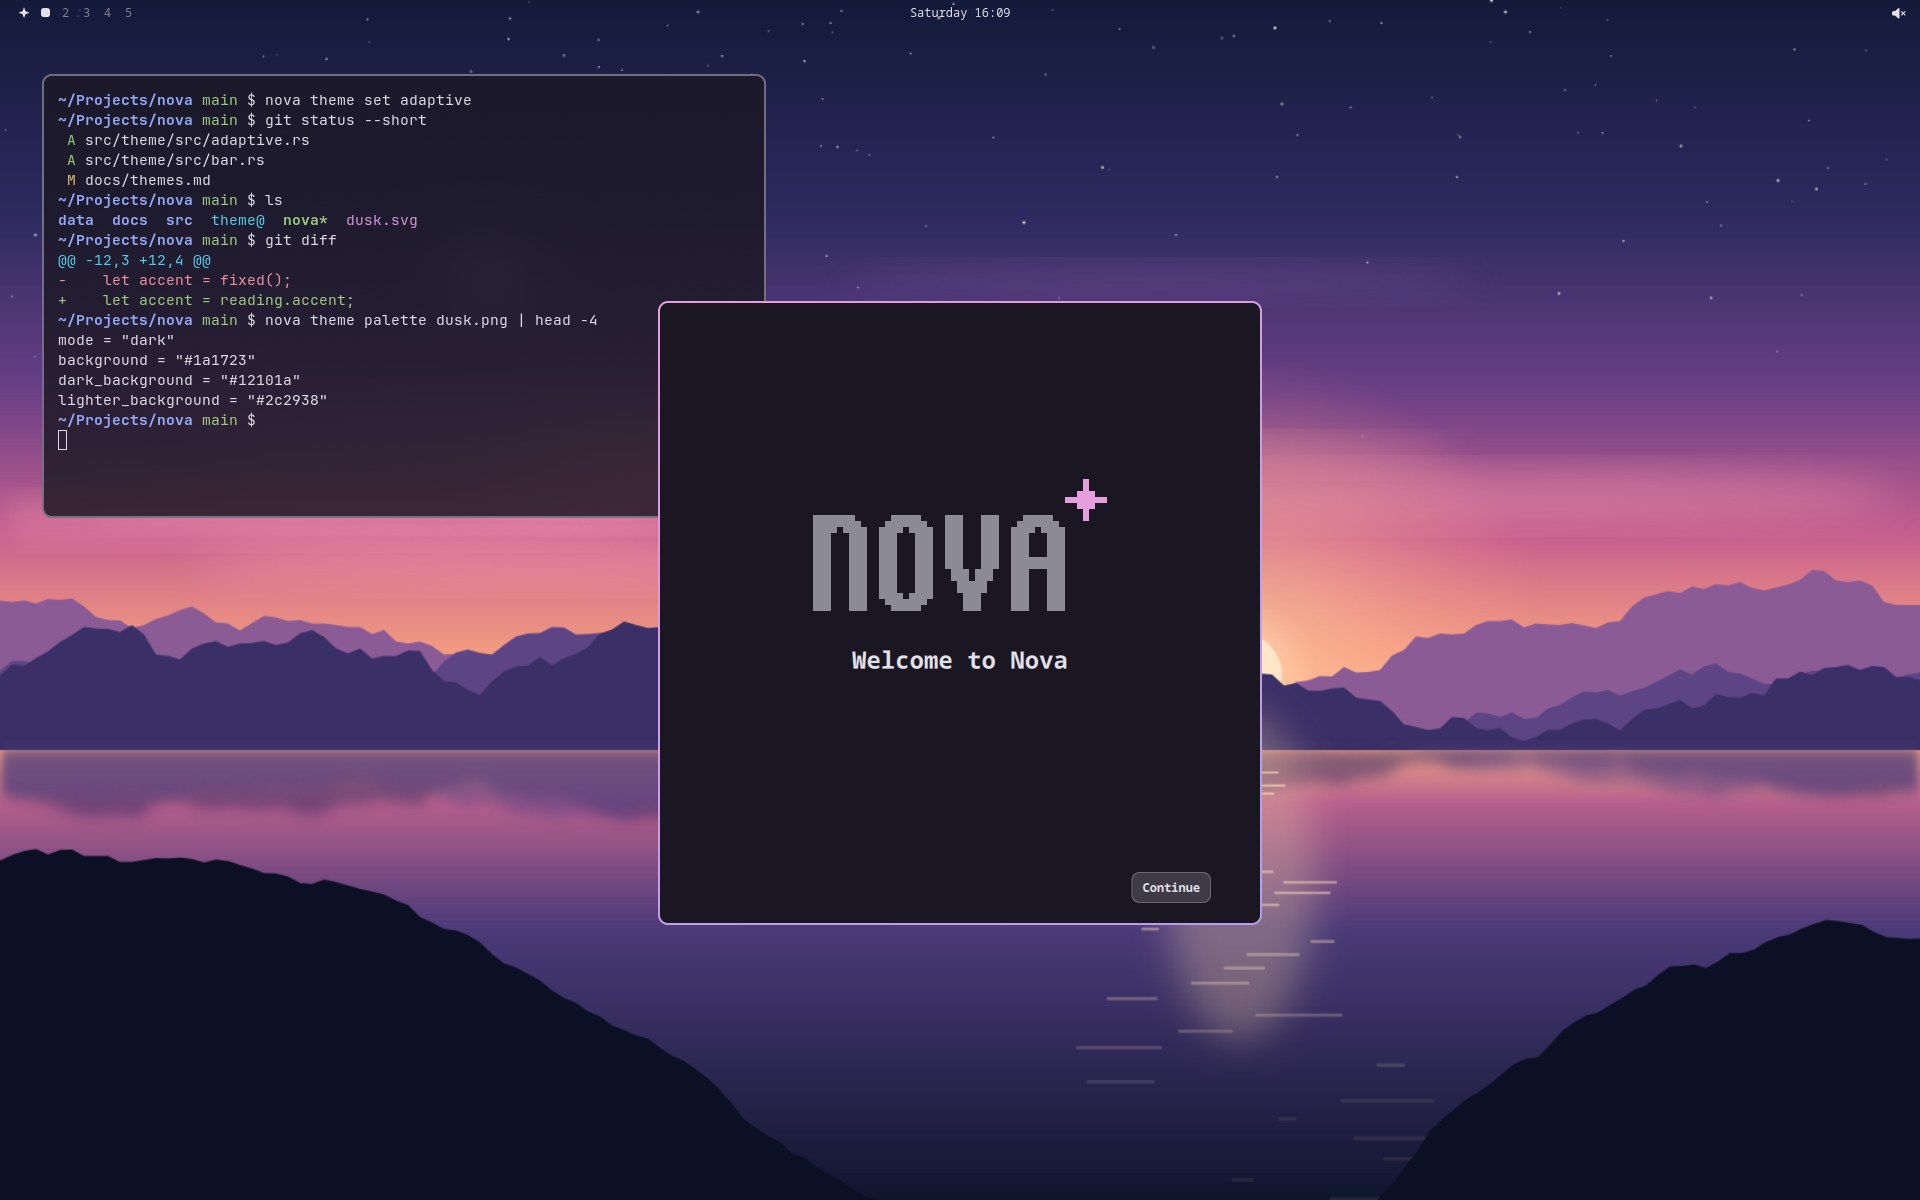 2 3 4 5
Saturday 16:09
~/Projects/nova main $ nova theme set adaptive
~/Projects/nova main $ git status --short
 A src/theme/src/adaptive.rs
 A src/theme/src/bar.rs
 M docs/themes.md
~/Projects/nova main $ ls
data  docs  src  theme@  nova*  dusk.svg
~/Projects/nova main $ git diff
@@ -12,3 +12,4 @@
-    let accent = fixed();
+    let accent = reading.accent;
~/Projects/nova main $ nova theme palette dusk.png | head -4
mode = "dark"
background = "#1a1723"
dark_background = "#12101a"
lighter_background = "#2c2938"
~/Projects/nova main $
NOVA
Welcome to Nova
Continue